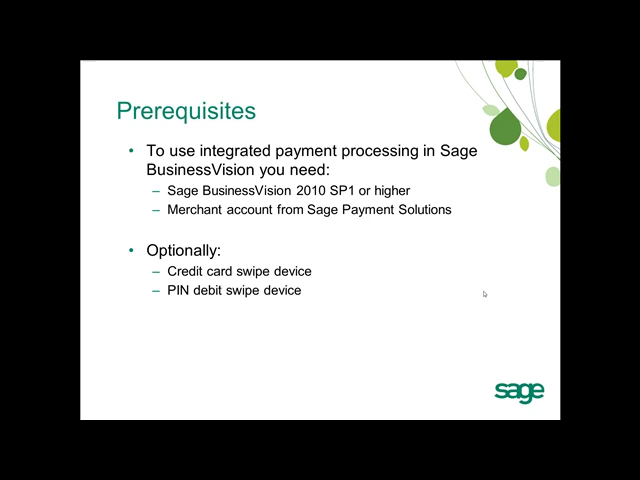 Prerequisites
• To use integrated payment processing in Sage
BusinessVision you need:
– Sage BusinessVision 2010 SP1 or higher
– Merchant account from Sage Payment Solutions
• Optionally:
– Credit card swipe device
– PIN debit swipe device
sage